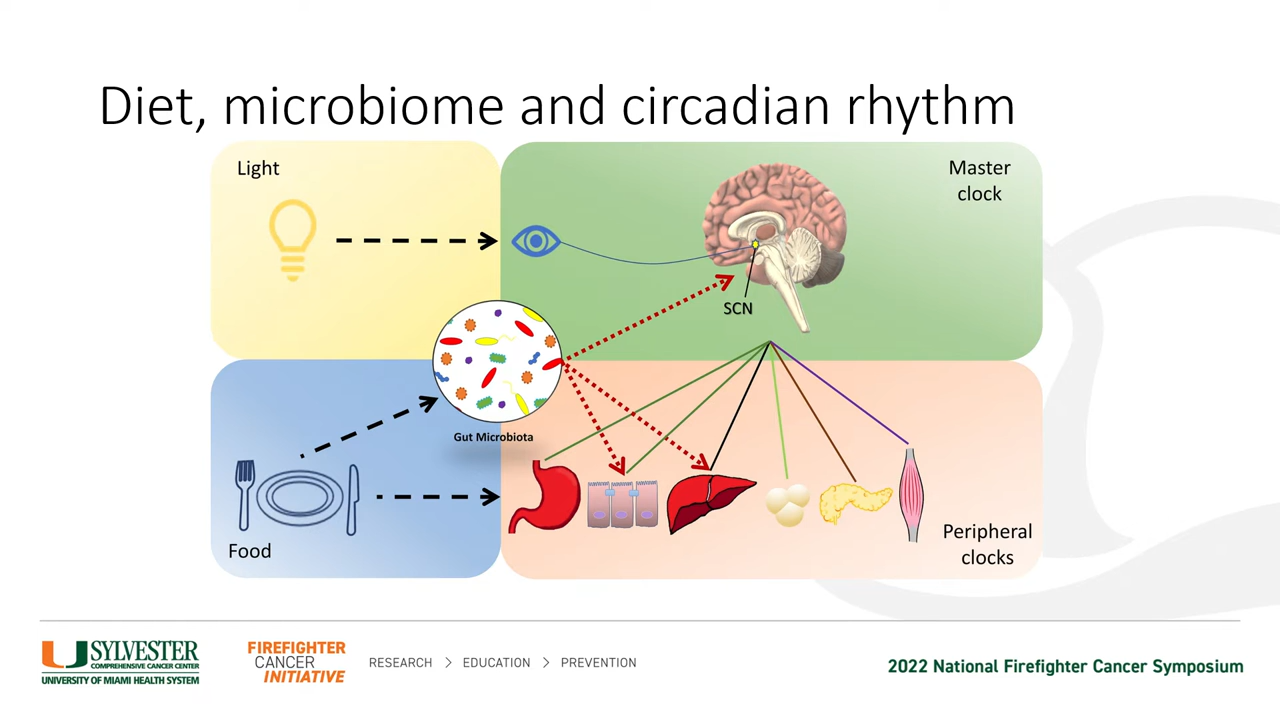 Diet, microbiome and circadian rhythm
Light
Master
clock
SCN
Gut Microbiota
Food
Peripheral
clocks
SYLVESTER
COMPREHENSIVE CANCER CENTER
UNIVERSITY OF MIAMI HEALTH SYSTEM
FIREFIGHTER
CANCER
INITIATIVE
RESEARCH > EDUCATION > PREVENTION
2022 National Firefighter Cancer Symposium